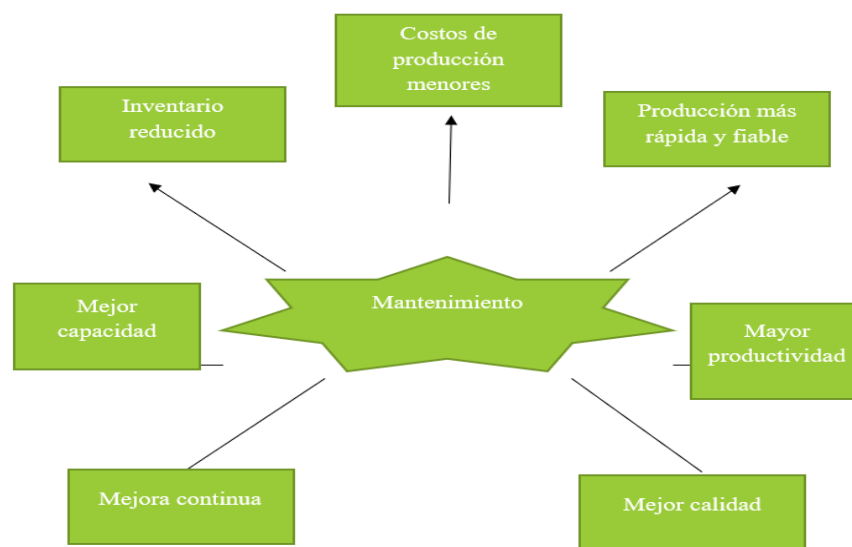 Costos de
producción
menores
Inventario
reducido
Producción más
rápida y fiable
Mantenimiento
Mejor
capacidad
Mayor
productividad
Mejora continua
Mejor calidad